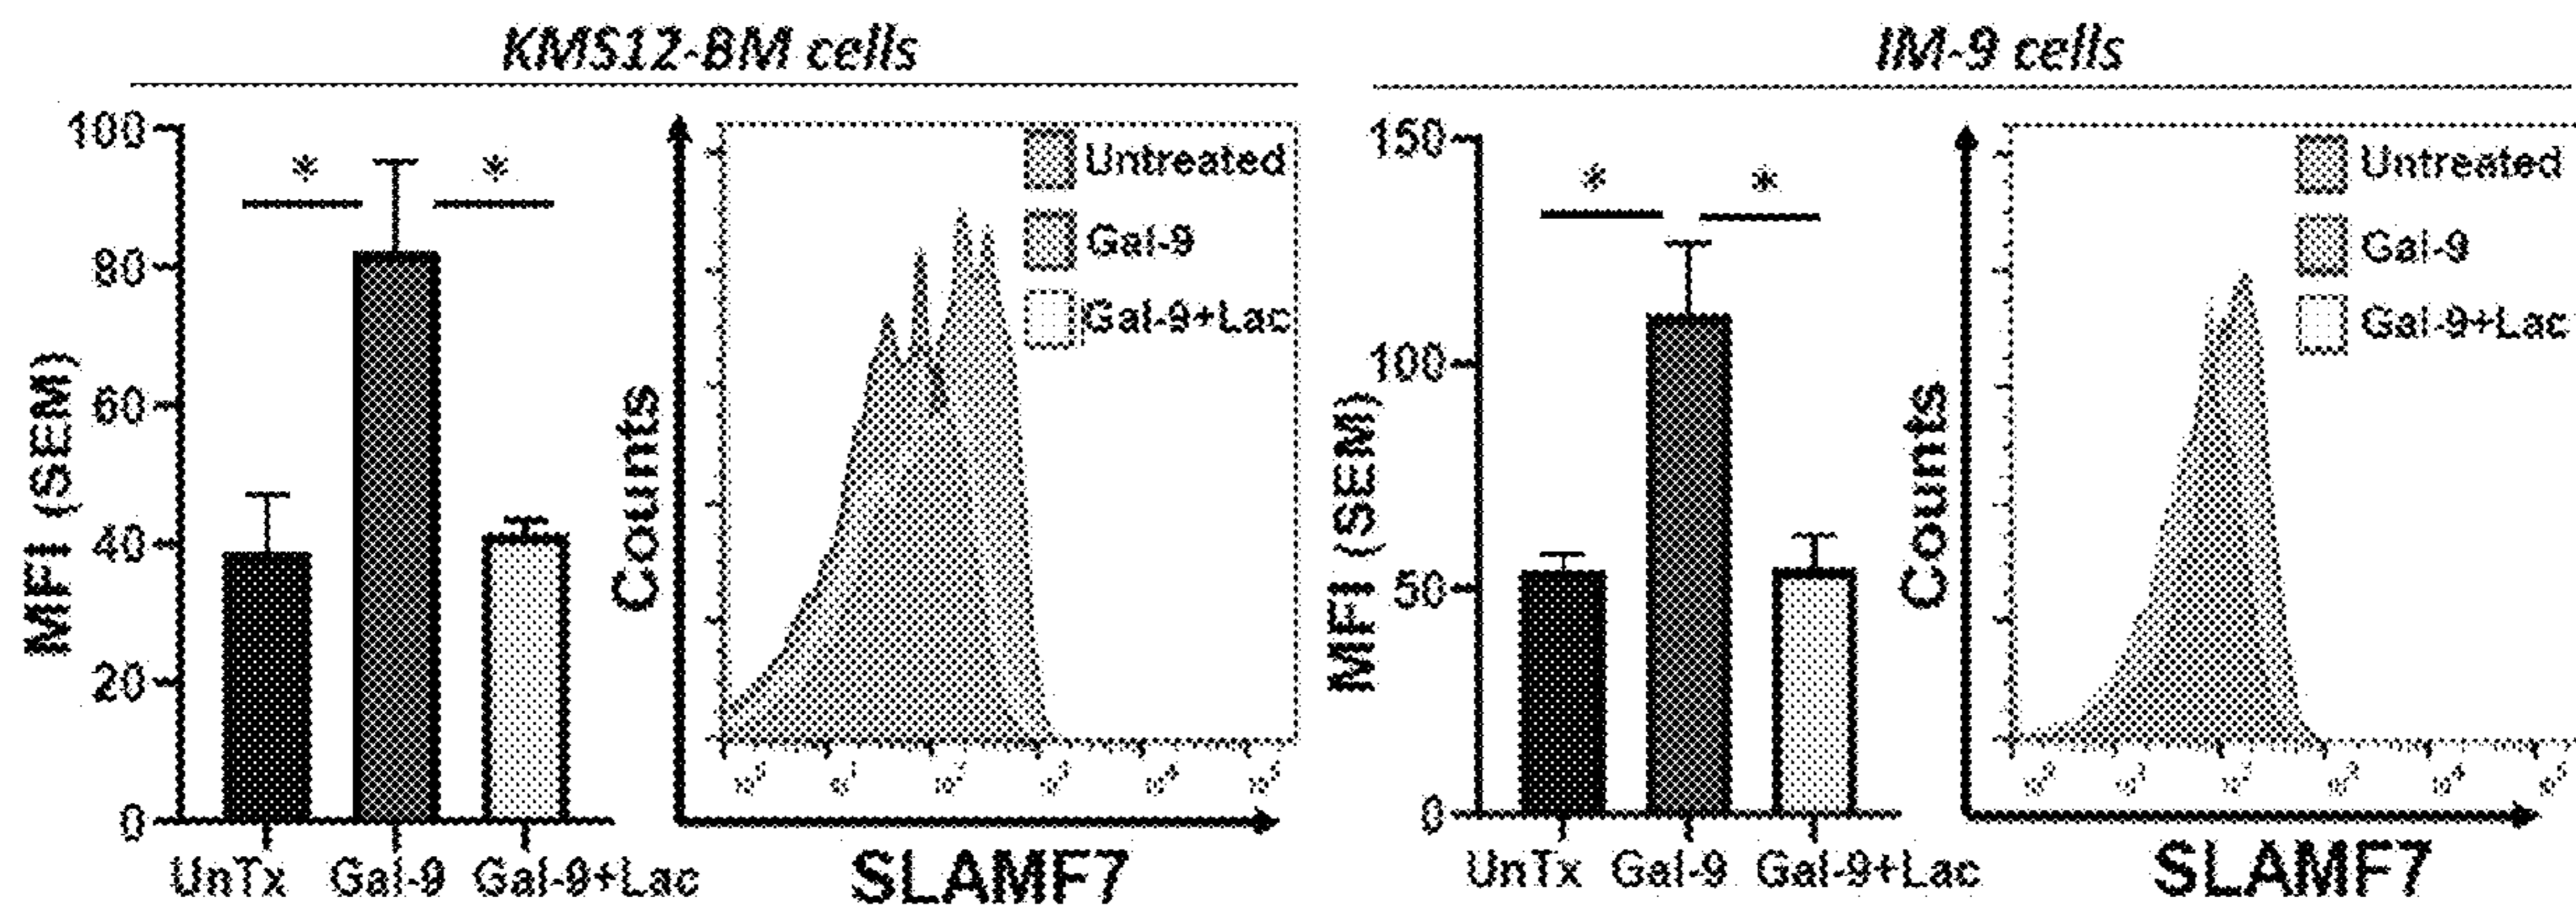 KMS12-BM cells
IM-9 cells
100
80
60
40
20
0
MFI (SEM)
*
*
UnTx Gal-9 Gal-9+Lac
Counts
Untreated
Gal-9
Gal-9+Lac
SLAMF7
150
100
50
0
MFI (SEM)
*
*
UnTx Gal-9 Gal-9+Lac
Counts
Untreated
Gal-9
Gal-9+Lac
SLAMF7